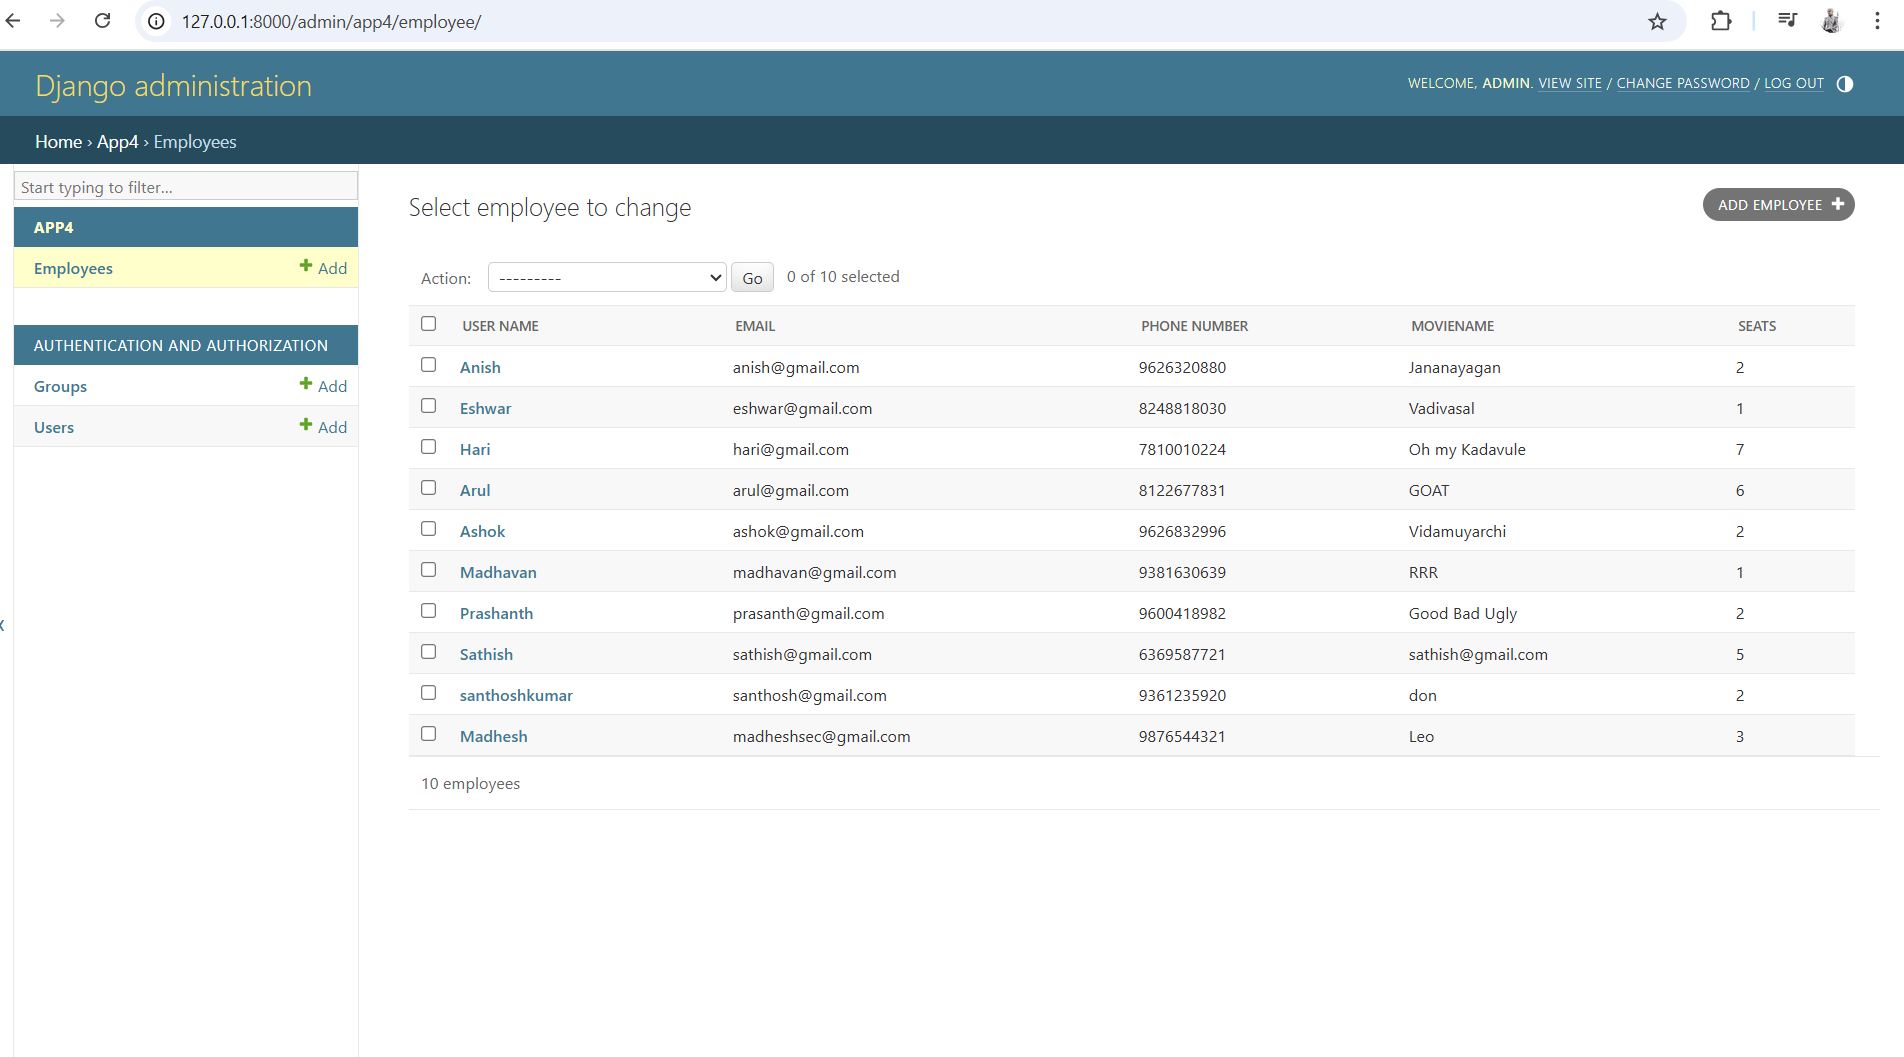 127.0.0.1:8000/admin/app4/employee/
Django administration
WELCOME, ADMIN. VIEW SITE / CHANGE PASSWORD / LOG OUT
Home › App4 › Employees
Start typing to filter...
APP4
Employees Add
AUTHENTICATION AND AUTHORIZATION
Groups Add
Users Add
Select employee to change
ADD EMPLOYEE
Action: --------- Go 0 of 10 selected
USER NAME EMAIL PHONE NUMBER MOVIENAME SEATS
Anish anish@gmail.com 9626320880 Jananayagan 2
Eshwar eshwar@gmail.com 8248818030 Vadivasal 1
Hari hari@gmail.com 7810010224 Oh my Kadavule 7
Arul arul@gmail.com 8122677831 GOAT 6
Ashok ashok@gmail.com 9626832996 Vidamuyarchi 2
Madhavan madhavan@gmail.com 9381630639 RRR 1
Prashanth prasanth@gmail.com 9600418982 Good Bad Ugly 2
Sathish sathish@gmail.com 6369587721 sathish@gmail.com 5
santhoshkumar santhosh@gmail.com 9361235920 don 2
Madhesh madheshsec@gmail.com 9876544321 Leo 3
10 employees